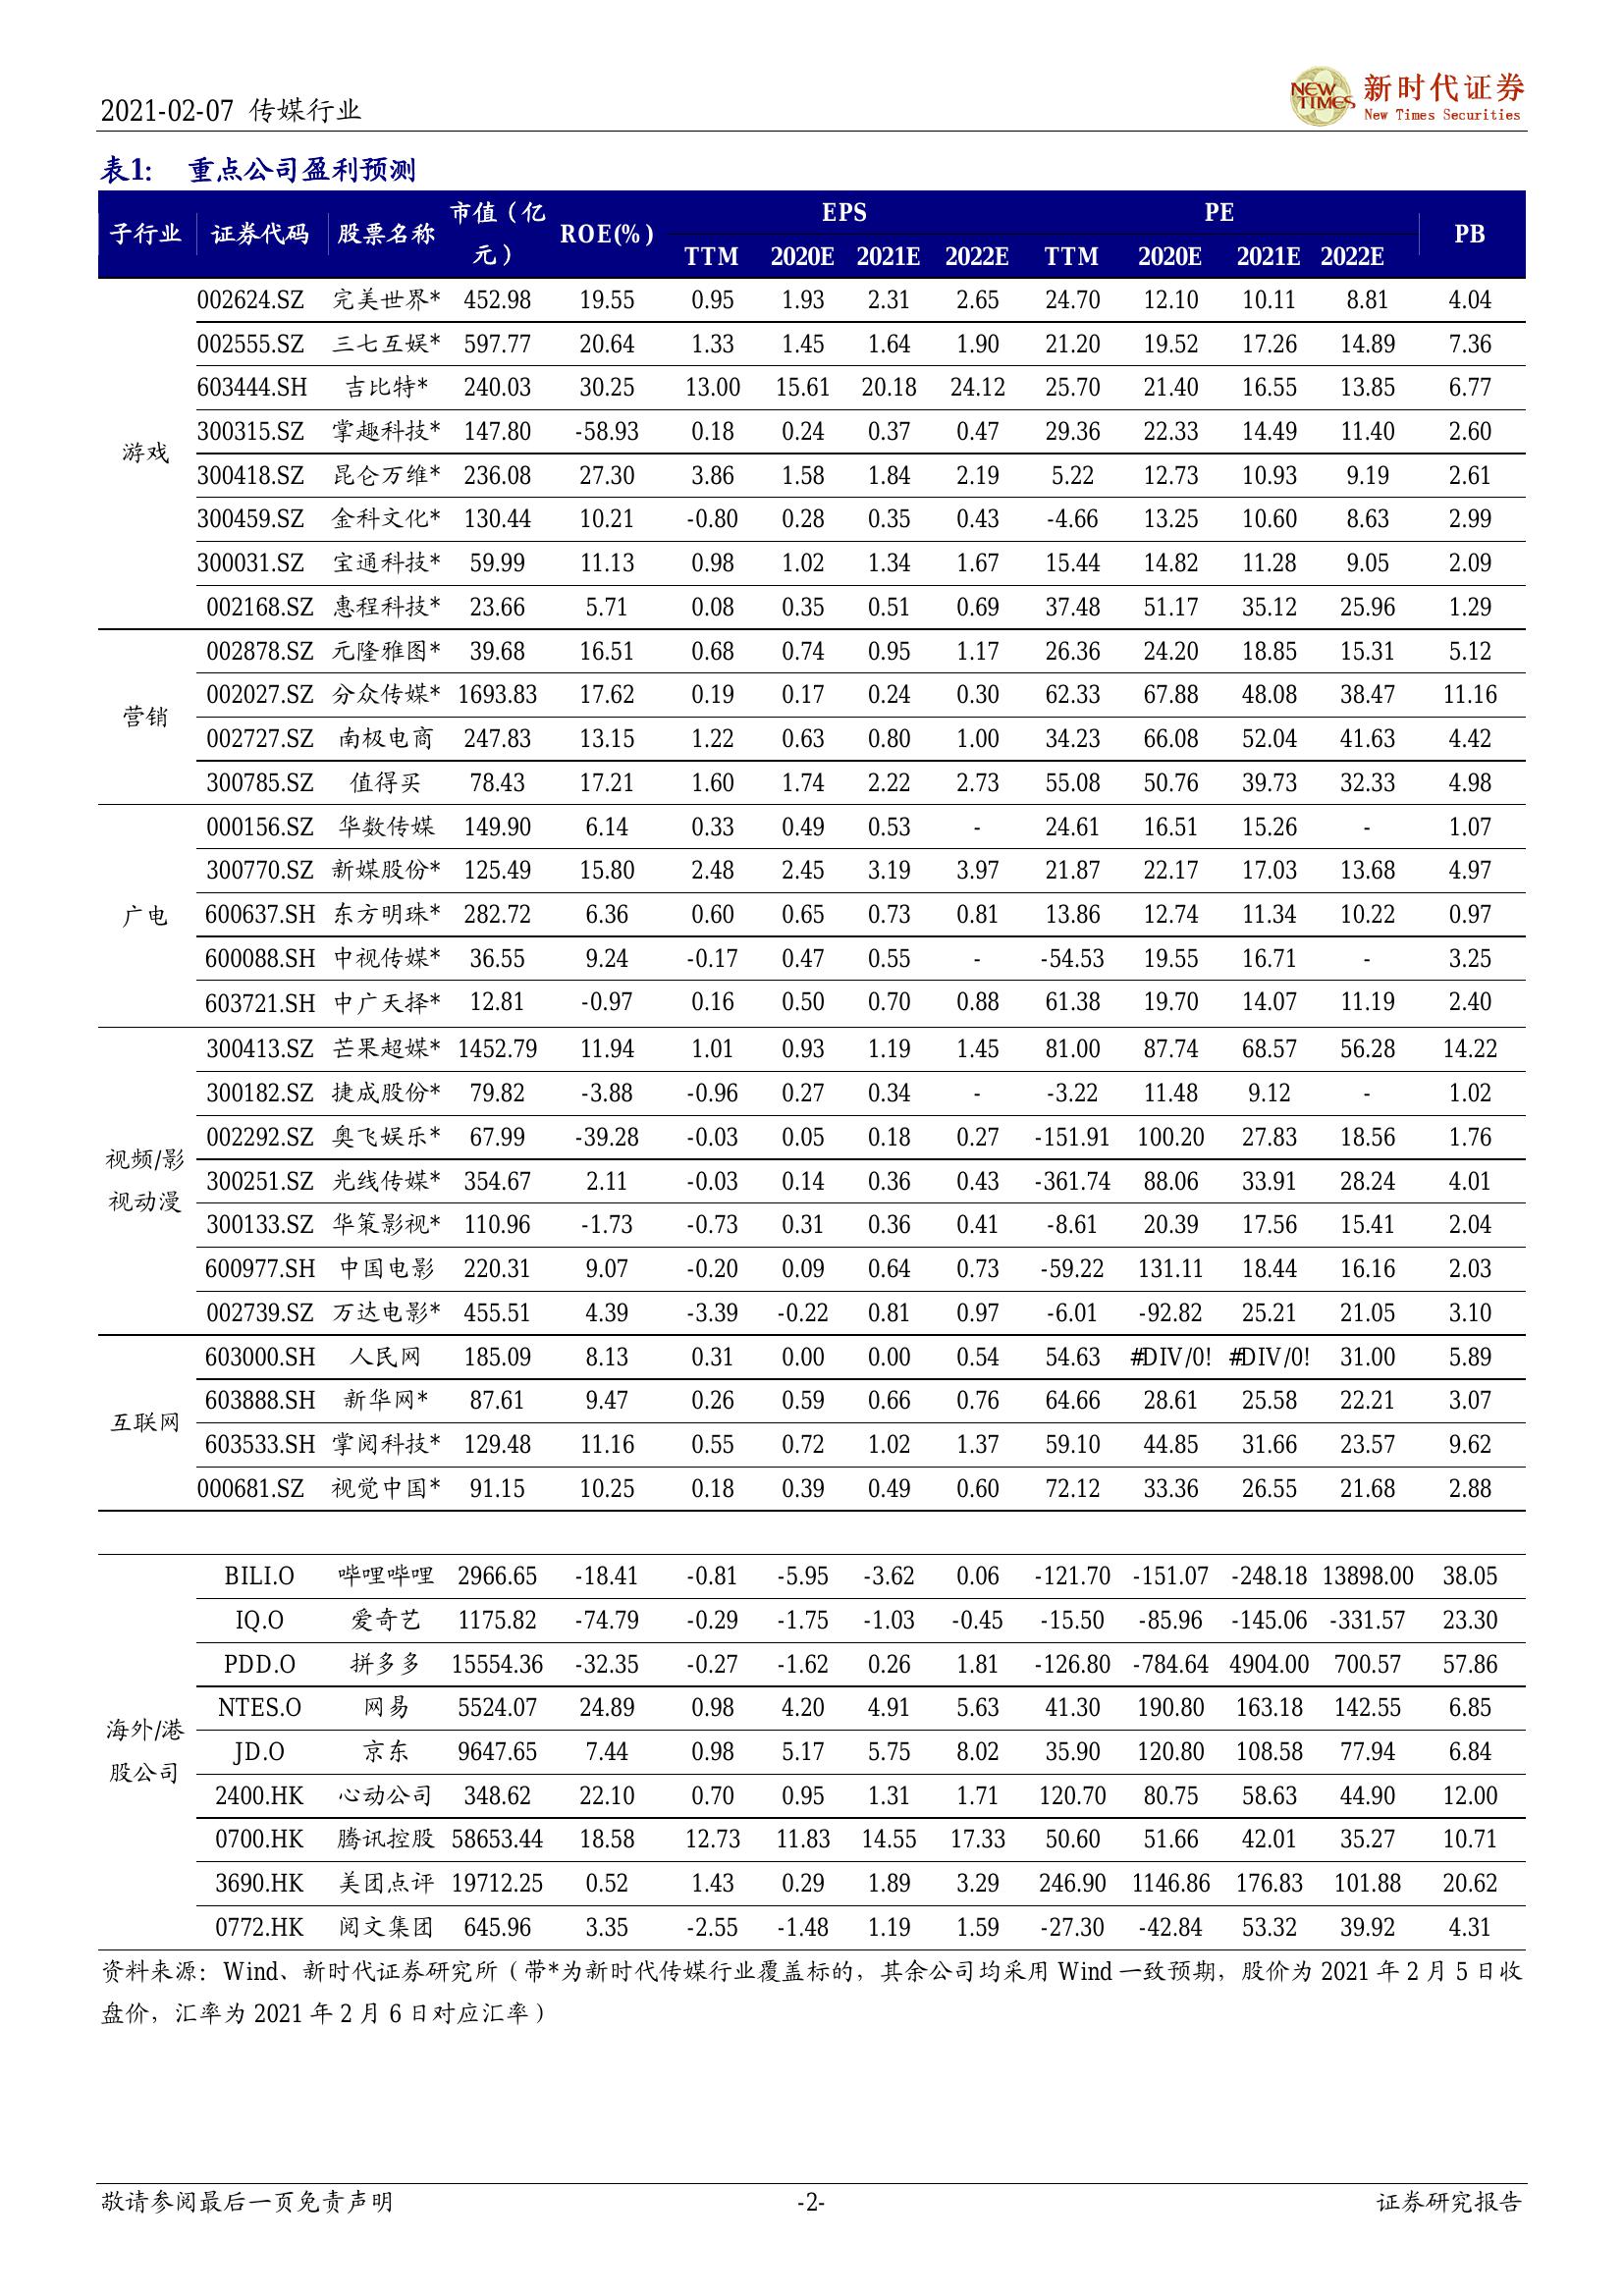 2021-02-07 传媒行业
NEW TIMES 新时代证券
New Times Securities
表1: 重点公司盈利预测
子行业 证券代码 股票名称 市值（亿元） ROE(%) EPS PE PB
TTM 2020E 2021E 2022E TTM 2020E 2021E 2022E
游戏
002624.SZ 完美世界* 452.98 19.55 0.95 1.93 2.31 2.65 24.70 12.10 10.11 8.81 4.04
002555.SZ 三七互娱* 597.77 20.64 1.33 1.45 1.64 1.90 21.20 19.52 17.26 14.89 7.36
603444.SH 吉比特* 240.03 30.25 13.00 15.61 20.18 24.12 25.70 21.40 16.55 13.85 6.77
300315.SZ 掌趣科技* 147.80 -58.93 0.18 0.24 0.37 0.47 29.36 22.33 14.49 11.40 2.60
300418.SZ 昆仑万维* 236.08 27.30 3.86 1.58 1.84 2.19 5.22 12.73 10.93 9.19 2.61
300459.SZ 金科文化* 130.44 10.21 -0.80 0.28 0.35 0.43 -4.66 13.25 10.60 8.63 2.99
300031.SZ 宝通科技* 59.99 11.13 0.98 1.02 1.34 1.67 15.44 14.82 11.28 9.05 2.09
002168.SZ 惠程科技* 23.66 5.71 0.08 0.35 0.51 0.69 37.48 51.17 35.12 25.96 1.29
营销
002878.SZ 元隆雅图* 39.68 16.51 0.68 0.74 0.95 1.17 26.36 24.20 18.85 15.31 5.12
002027.SZ 分众传媒* 1693.83 17.62 0.19 0.17 0.24 0.30 62.33 67.88 48.08 38.47 11.16
002727.SZ 南极电商 247.83 13.15 1.22 0.63 0.80 1.00 34.23 66.08 52.04 41.63 4.42
300785.SZ 值得买 78.43 17.21 1.60 1.74 2.22 2.73 55.08 50.76 39.73 32.33 4.98
广电
000156.SZ 华数传媒 149.90 6.14 0.33 0.49 0.53 - 24.61 16.51 15.26 - 1.07
300770.SZ 新媒股份* 125.49 15.80 2.48 2.45 3.19 3.97 21.87 22.17 17.03 13.68 4.97
600637.SH 东方明珠* 282.72 6.36 0.60 0.65 0.73 0.81 13.86 12.74 11.34 10.22 0.97
600088.SH 中视传媒* 36.55 9.24 -0.17 0.47 0.55 - -54.53 19.55 16.71 - 3.25
603721.SH 中广天择* 12.81 -0.97 0.16 0.50 0.70 0.88 61.38 19.70 14.07 11.19 2.40
视频/影视动漫
300413.SZ 芒果超媒* 1452.79 11.94 1.01 0.93 1.19 1.45 81.00 87.74 68.57 56.28 14.22
300182.SZ 捷成股份* 79.82 -3.88 -0.96 0.27 0.34 - -3.22 11.48 9.12 - 1.02
002292.SZ 奥飞娱乐* 67.99 -39.28 -0.03 0.05 0.18 0.27 -151.91 100.20 27.83 18.56 1.76
300251.SZ 光线传媒* 354.67 2.11 -0.03 0.14 0.36 0.43 -361.74 88.06 33.91 28.24 4.01
300133.SZ 华策影视* 110.96 -1.73 -0.73 0.31 0.36 0.41 -8.61 20.39 17.56 15.41 2.04
600977.SH 中国电影 220.31 9.07 -0.20 0.09 0.64 0.73 -59.22 131.11 18.44 16.16 2.03
002739.SZ 万达电影* 455.51 4.39 -3.39 -0.22 0.81 0.97 -6.01 -92.82 25.21 21.05 3.10
互联网
603000.SH 人民网 185.09 8.13 0.31 0.00 0.00 0.54 54.63 #DIV/0! #DIV/0! 31.00 5.89
603888.SH 新华网* 87.61 9.47 0.26 0.59 0.66 0.76 64.66 28.61 25.58 22.21 3.07
603533.SH 掌阅科技* 129.48 11.16 0.55 0.72 1.02 1.37 59.10 44.85 31.66 23.57 9.62
000681.SZ 视觉中国* 91.15 10.25 0.18 0.39 0.49 0.60 72.12 33.36 26.55 21.68 2.88
海外/港股公司
BILI.O 哔哩哔哩 2966.65 -18.41 -0.81 -5.95 -3.62 0.06 -121.70 -151.07 -248.18 13898.00 38.05
IQ.O 爱奇艺 1175.82 -74.79 -0.29 -1.75 -1.03 -0.45 -15.50 -85.96 -145.06 -331.57 23.30
PDD.O 拼多多 15554.36 -32.35 -0.27 -1.62 0.26 1.81 -126.80 -784.64 4904.00 700.57 57.86
NTES.O 网易 5524.07 24.89 0.98 4.20 4.91 5.63 41.30 190.80 163.18 142.55 6.85
JD.O 京东 9647.65 7.44 0.98 5.17 5.75 8.02 35.90 120.80 108.58 77.94 6.84
2400.HK 心动公司 348.62 22.10 0.70 0.95 1.31 1.71 120.70 80.75 58.63 44.90 12.00
0700.HK 腾讯控股 58653.44 18.58 12.73 11.83 14.55 17.33 50.60 51.66 42.01 35.27 10.71
3690.HK 美团点评 19712.25 0.52 1.43 0.29 1.89 3.29 246.90 1146.86 176.83 101.88 20.62
0772.HK 阅文集团 645.96 3.35 -2.55 -1.48 1.19 1.59 -27.30 -42.84 53.32 39.92 4.31
资料来源：Wind、新时代证券研究所（带*为新时代传媒行业覆盖标的，其余公司均采用 Wind 一致预期，股价为 2021 年 2 月 5 日收
盘价，汇率为 2021 年 2 月 6 日对应汇率）
敬请参阅最后一页免责声明 -2- 证券研究报告